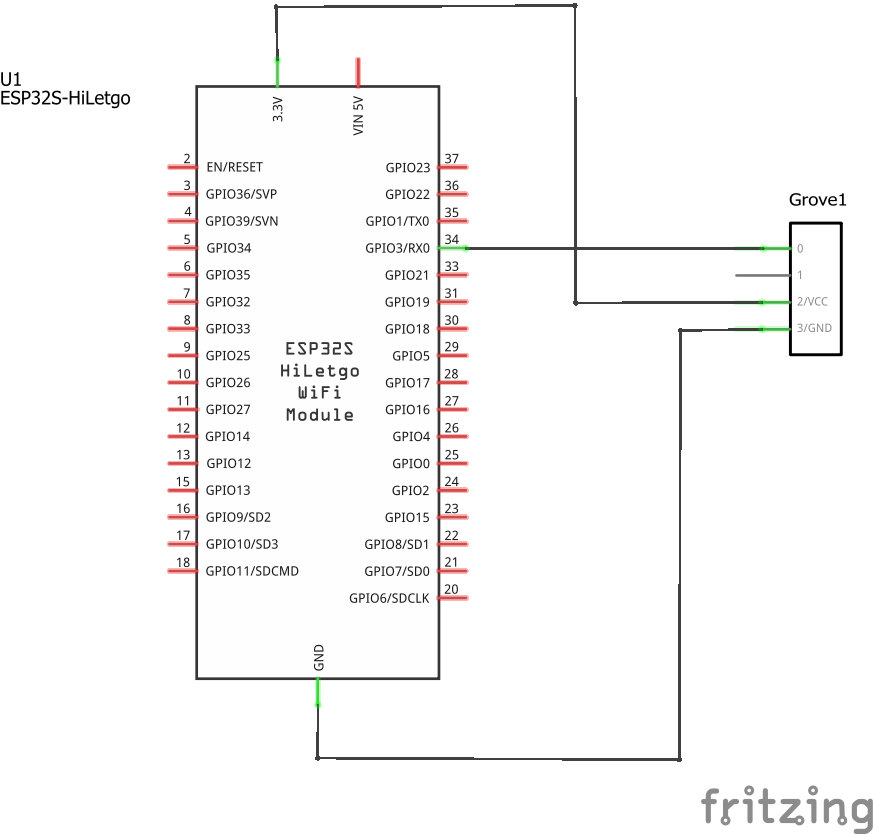 U1
ESP32S-HiLetgo
3.3V
VIN 5V
2 EN/RESET
3 GPIO36/SVP
4 GPIO39/SVN
5 GPIO34
6 GPIO35
7 GPIO32
8 GPIO33
9 GPIO25
10 GPIO26
11 GPIO27
12 GPIO14
13 GPIO12
15 GPIO13
16 GPIO9/SD2
17 GPIO10/SD3
18 GPIO11/SDCMD
ESP32S
HiLetgo
WiFi
Module
GPIO23 37
GPIO22 36
GPIO1/TX0 35
GPIO3/RX0 34
GPIO21 33
GPIO19 31
GPIO18 30
GPIO5 29
GPIO17 28
GPIO16 27
GPIO4 26
GPIO0 25
GPIO2 24
GPIO15 23
GPIO8/SD1 22
GPIO7/SD0 21
GPIO6/SDCLK 20
GND
Grove1
0
1
2/VCC
3/GND
fritzing